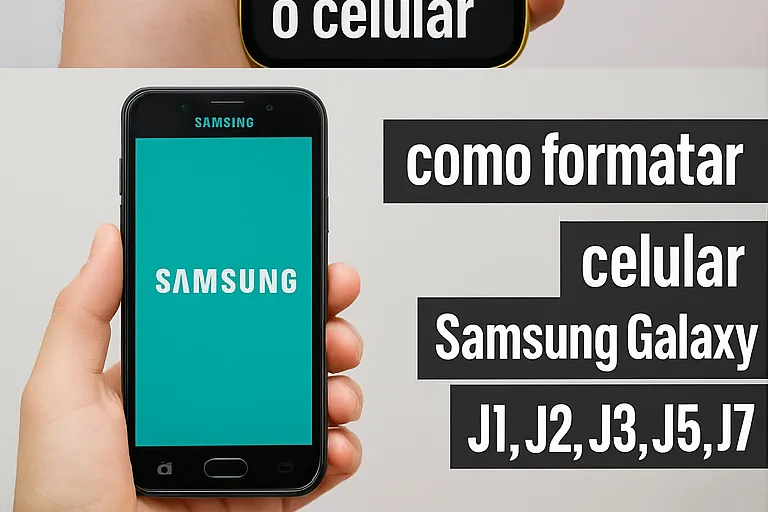 o celular
SAMSUNG
SAMSUNG
como formatar
celular
Samsung Galaxy
J1, J2, J3, J5, J7